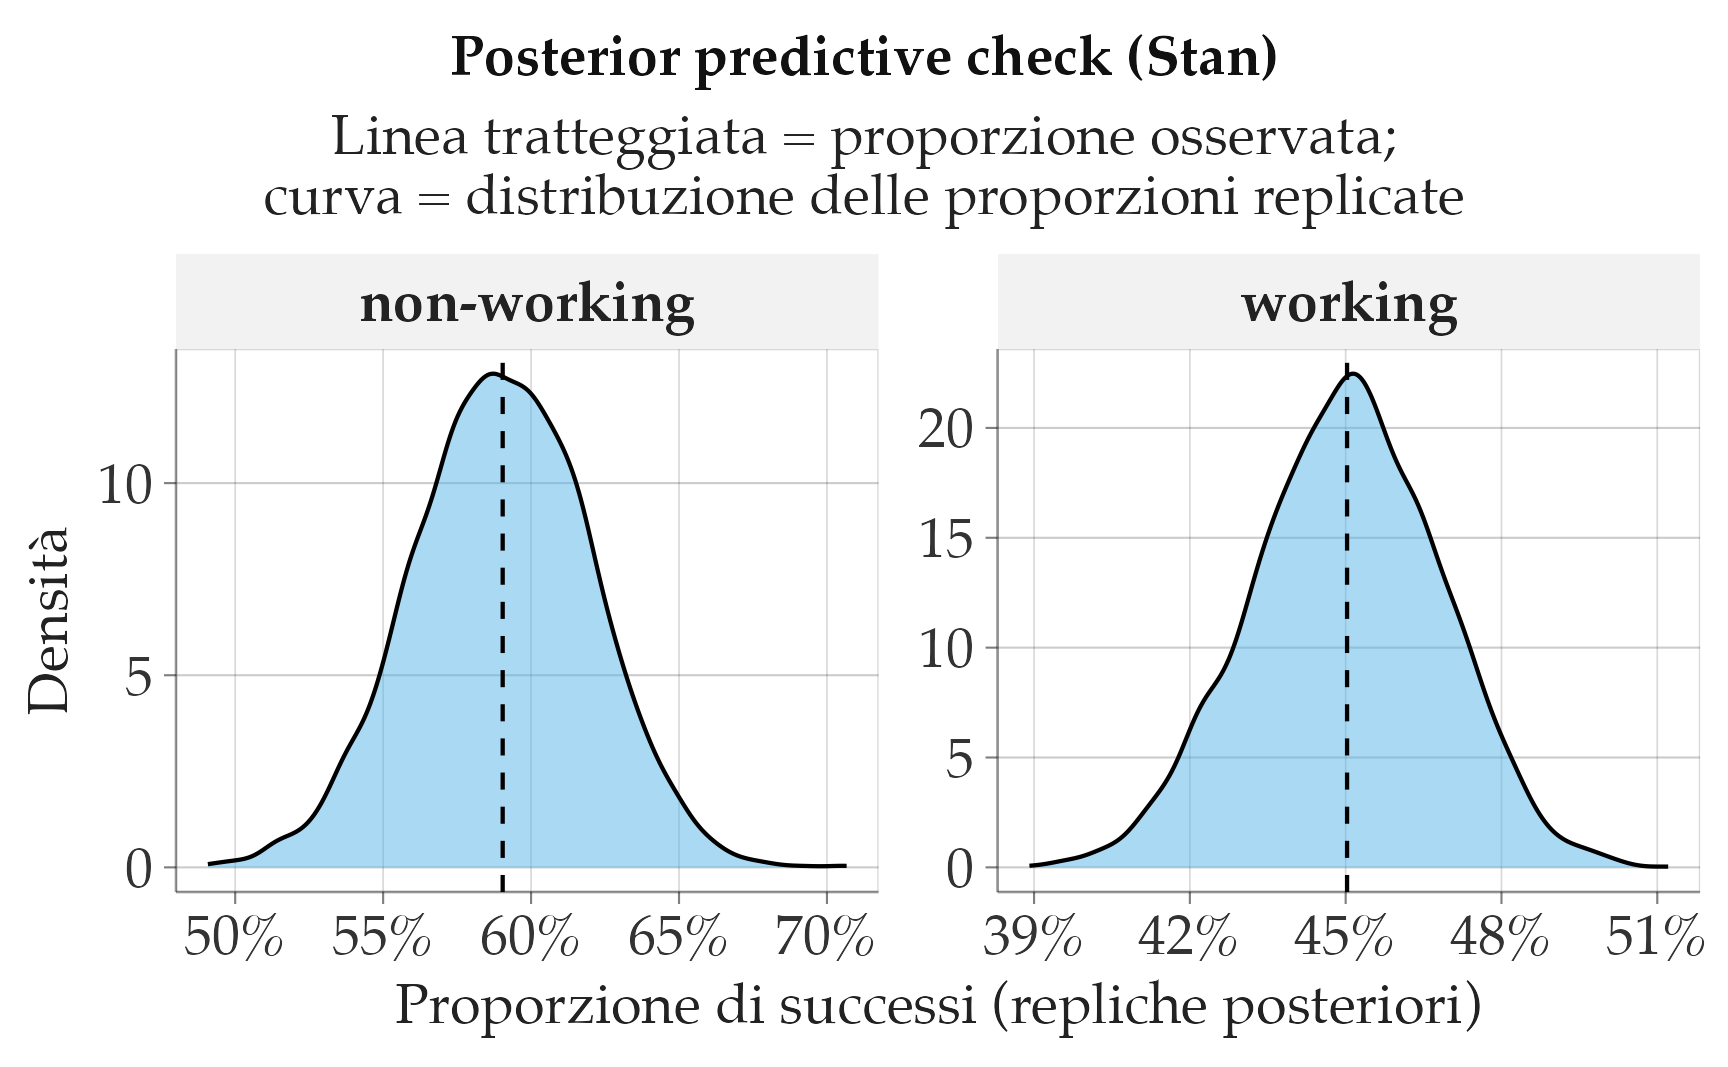 Posterior predictive check (Stan)
Linea tratteggiata = proporzione osservata;
curva = distribuzione delle proporzioni replicate
non-working
working
Densità
10
5
0
20
15
10
5
0
50% 55% 60% 65% 70%
39% 42% 45% 48% 51%
Proporzione di successi (repliche posteriori)